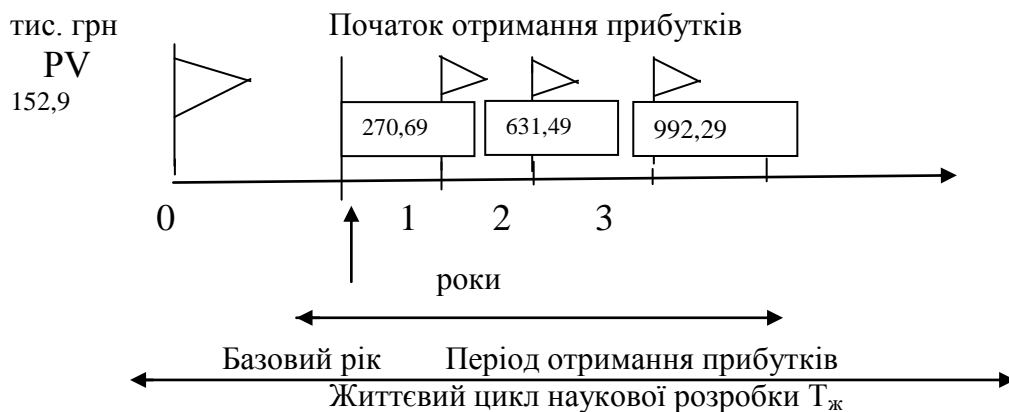 тис. грн Початок отримання прибутків
PV
152,9
270,69 631,49 992,29
0 1 2 3
роки
Базовий рік Період отримання прибутків
Життєвий цикл наукової розробки Тж